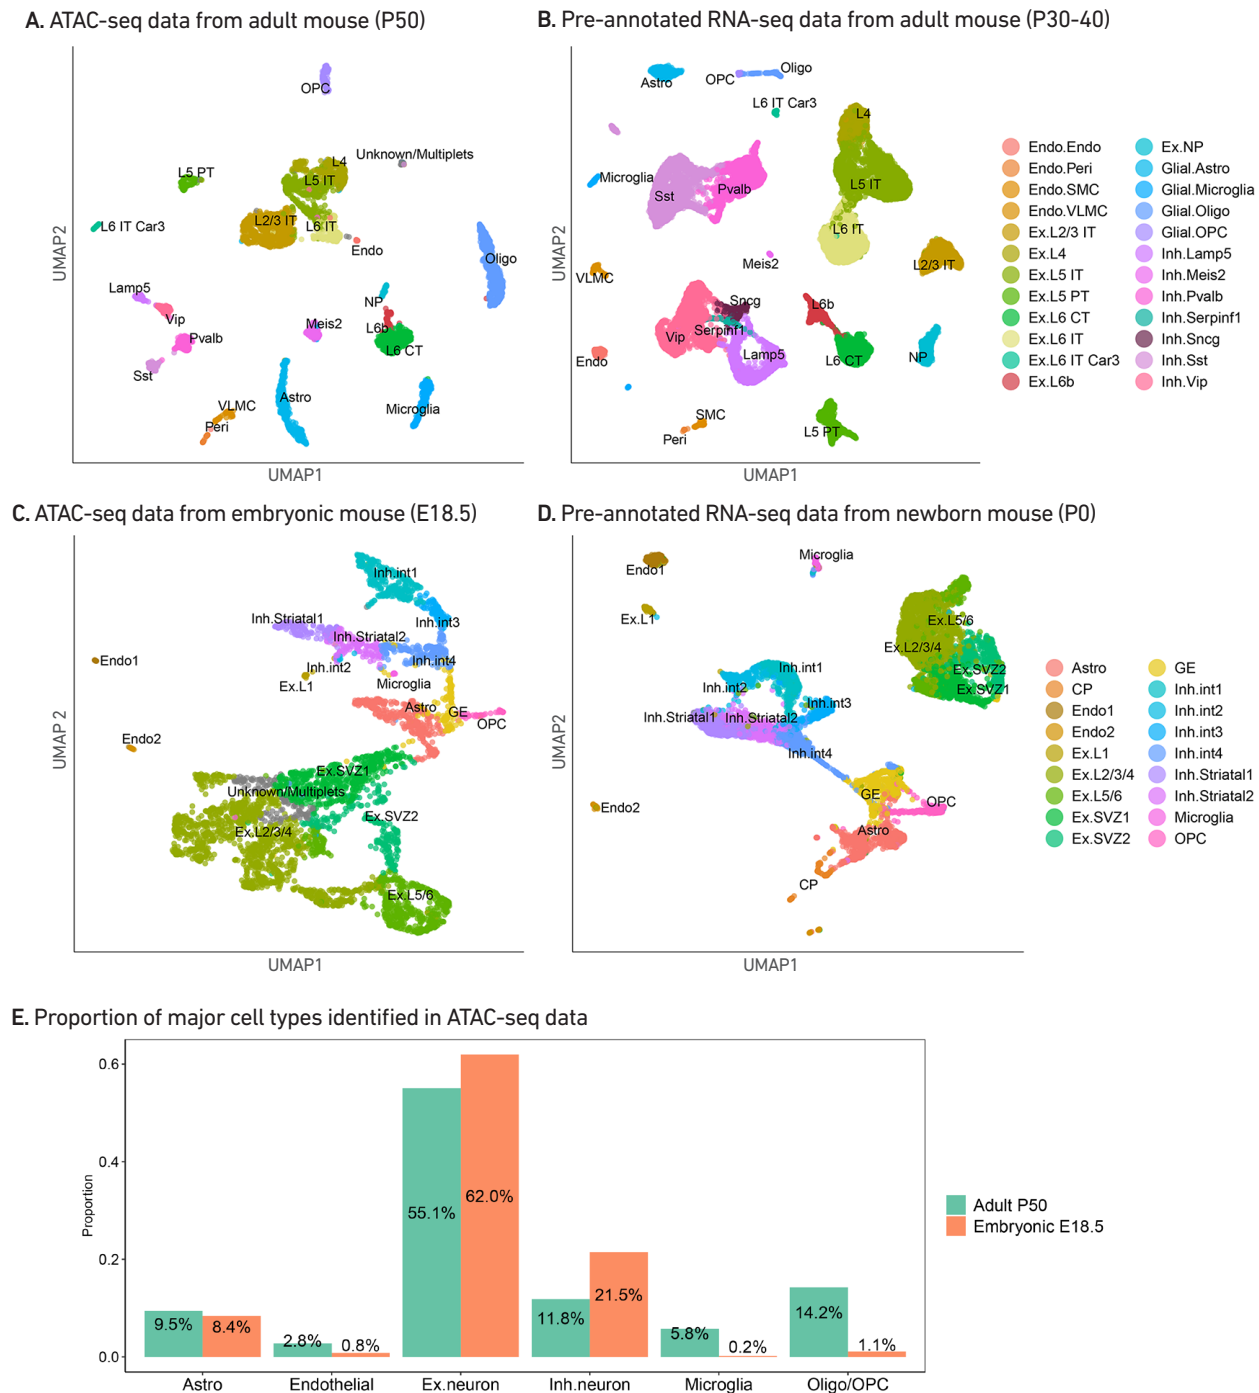 A. ATAC-seq data from adult mouse (P50)
OPC
Unknown/Multiplets
L4
L5 PT
L5 IT
L6 IT Car3
L2/3 IT
L6 IT
Endo
Oligo
Lamp5
Vip
NP
Meis2
L6b
Pvalb
L6 CT
Sst
Astro
VLMC
Microglia
Peri
UMAP2
UMAP1
B. Pre-annotated RNA-seq data from adult mouse (P30-40)
Astro
OPC
Oligo
L6 IT Car3
L4
Microglia
Sst
Pvalb
L5 IT
L6 IT
Meis2
VLMC
L2/3 IT
Sncg
L6b
Vip
Serpinf1
Lamp5
Endo
L6 CT
NP
SMC
Peri
L5 PT
UMAP2
UMAP1
Endo.Endo
Endo.Peri
Endo.SMC
Endo.VLMC
Ex.L2/3 IT
Ex.L4
Ex.L5 IT
Ex.L5 PT
Ex.L6 CT
Ex.L6 IT
Ex.L6 IT Car3
Ex.L6b
Ex.NP
Glial.Astro
Glial.Microglia
Glial.Oligo
Glial.OPC
Inh.Lamp5
Inh.Meis2
Inh.Pvalb
Inh.Serpinf1
Inh.Sncg
Inh.Sst
Inh.Vip
C. ATAC-seq data from embryonic mouse (E18.5)
Inh.int1
Inh.Striatal1
Inh.int3
Inh.Striatal2
Endo1
Inh.int2
Inh.int4
Ex.L1
Microglia
Astro
GE
OPC
Endo2
Ex.SVZ1
Unknown/Multiplets
Ex.SVZ2
Ex.L2/3/4
Ex.L5/6
UMAP 2
UMAP1
D. Pre-annotated RNA-seq data from newborn mouse (P0)
Microglia
Endo1
Ex.L1
Ex.L5/6
Ex.L2/3/4
Ex.SVZ2
Ex.SVZ1
Inh.int1
Inh.int2
Inh.int3
Inh.Striatal1
Inh.Striatal2
Inh.int4
GE
OPC
Endo2
Astro
CP
UMAP2
UMAP1
Astro
CP
Endo1
Endo2
Ex.L1
Ex.L2/3/4
Ex.L5/6
Ex.SVZ1
Ex.SVZ2
GE
Inh.int1
Inh.int2
Inh.int3
Inh.int4
Inh.Striatal1
Inh.Striatal2
Microglia
OPC
E. Proportion of major cell types identified in ATAC-seq data
Proportion
0.6
0.4
0.2
0.0
9.5%
8.4%
2.8%
0.8%
55.1%
62.0%
11.8%
21.5%
5.8%
0.2%
14.2%
1.1%
Astro
Endothelial
Ex.neuron
Inh.neuron
Microglia
Oligo/OPC
Adult P50
Embryonic E18.5